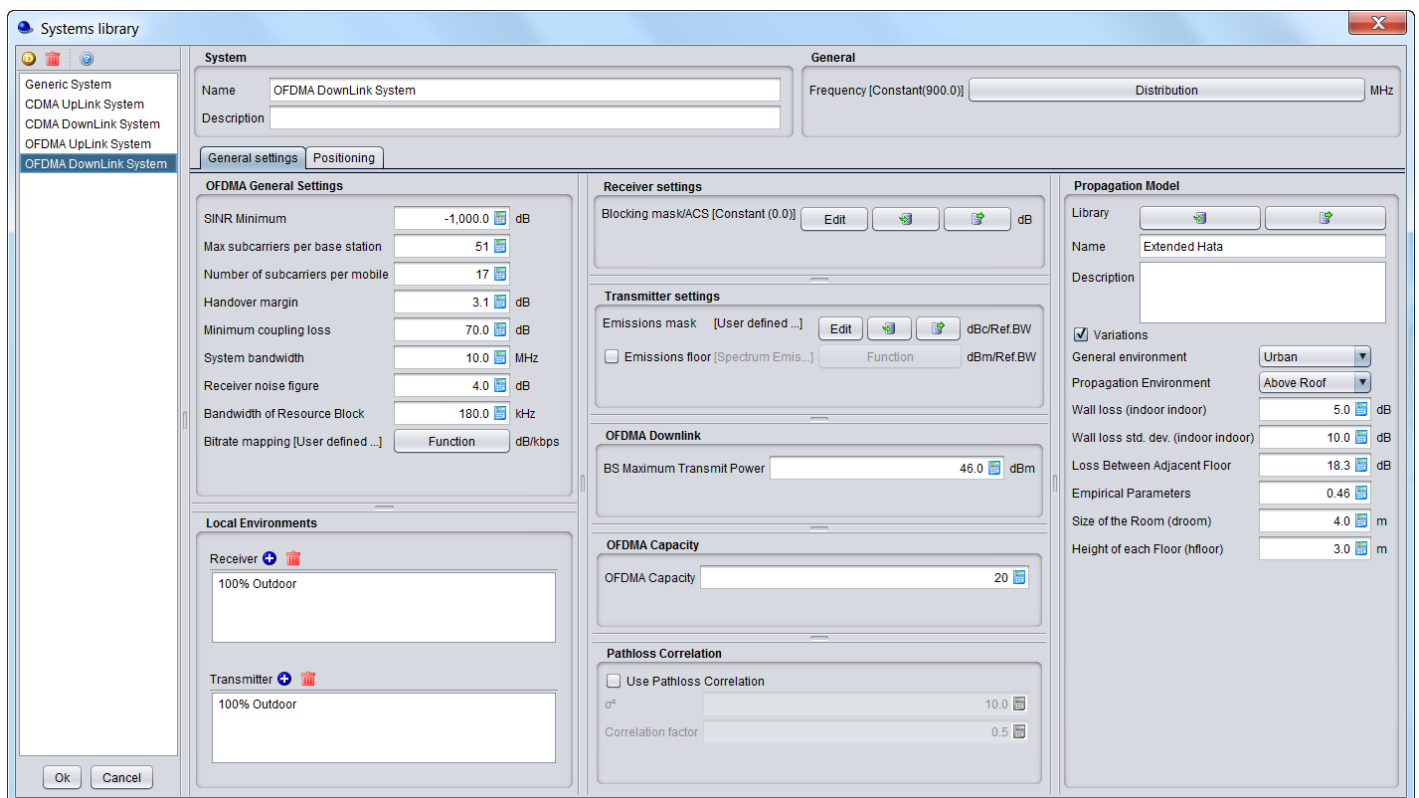 Systems library
Generic System
CDMA UpLink System
CDMA DownLink System
OFDMA UpLink System
OFDMA DownLink System
Ok Cancel
System
Name OFDMA DownLink System
Description
General
Frequency [Constant(900.0)] Distribution MHz
General settings Positioning
OFDMA General Settings
SINR Minimum -1,000.0 dB
Max subcarriers per base station 51
Number of subcarriers per mobile 17
Handover margin 3.1 dB
Minimum coupling loss 70.0 dB
System bandwidth 10.0 MHz
Receiver noise figure 4.0 dB
Bandwidth of Resource Block 180.0 kHz
Bitrate mapping [User defined ...] Function dB/kbps
Local Environments
Receiver
100% Outdoor
Transmitter
100% Outdoor
Receiver settings
Blocking mask/ACS [Constant (0.0)] Edit dB
Transmitter settings
Emissions mask [User defined ...] Edit dBc/Ref.BW
Emissions floor [Spectrum Emis...] Function dBm/Ref.BW
OFDMA Downlink
BS Maximum Transmit Power 46.0 dBm
OFDMA Capacity
OFDMA Capacity 20
Pathloss Correlation
Use Pathloss Correlation
σ² 10.0
Correlation factor 0.5
Propagation Model
Library
Name Extended Hata
Description
Variations
General environment Urban
Propagation Environment Above Roof
Wall loss (indoor indoor) 5.0 dB
Wall loss std. dev. (indoor indoor) 10.0 dB
Loss Between Adjacent Floor 18.3 dB
Empirical Parameters 0.46
Size of the Room (droom) 4.0 m
Height of each Floor (hfloor) 3.0 m